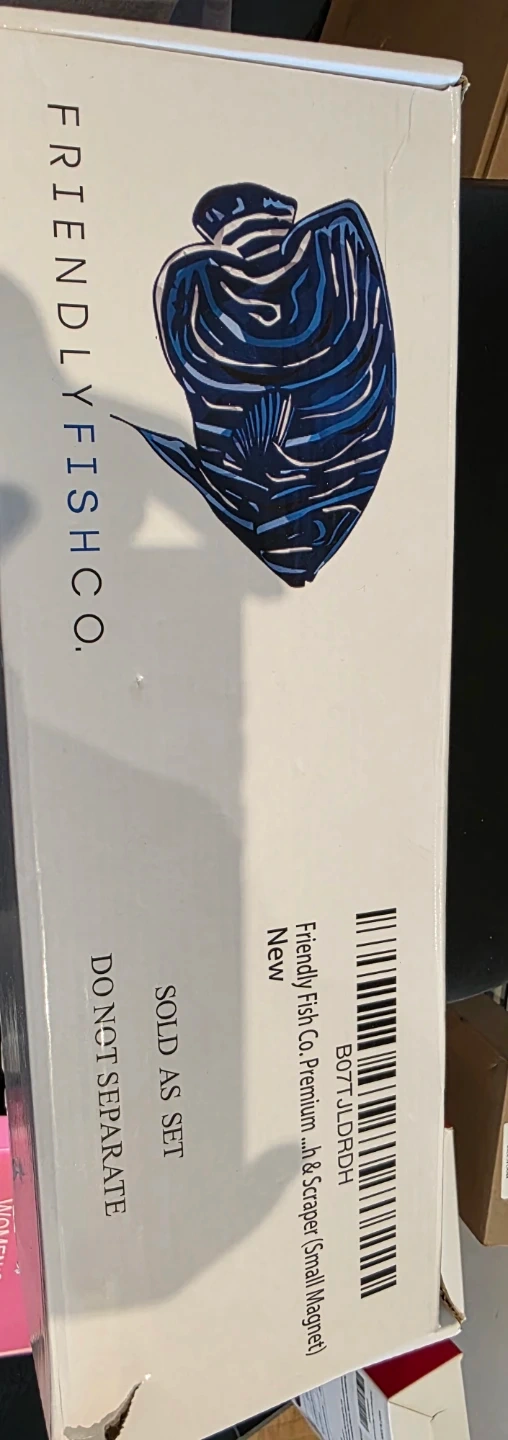 FRIENDLYFISHCO.
B07TJLDRDH
Friendly Fish Co. Premium ...h & Scraper (Small Magnet)
New
SOLD AS SET
DO NOT SEPARATE